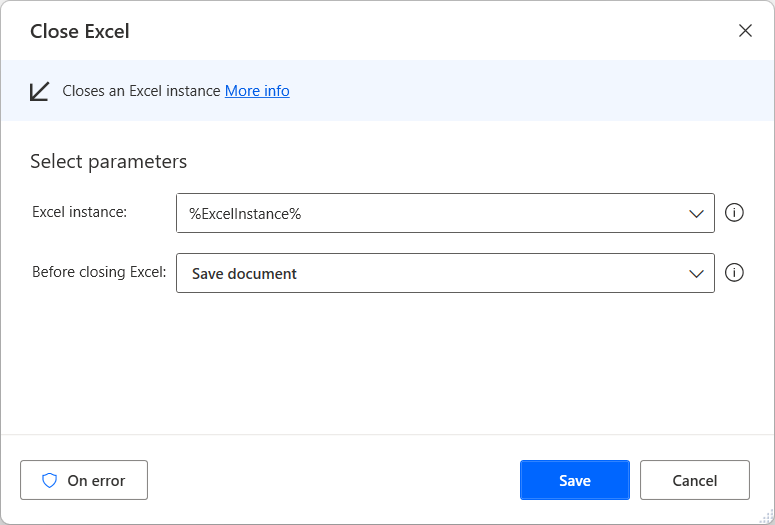 Close Excel
Closes an Excel instance More info
Select parameters
Excel instance: %ExcelInstance%
Before closing Excel: Save document
On error Save Cancel